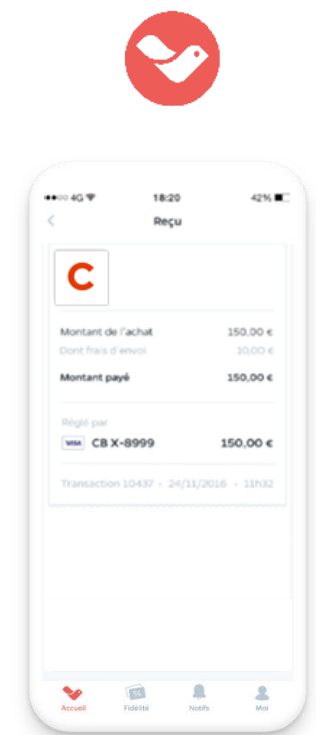 4G 18:20 42%
Reçu
C
Montant de l'achat 150,00 €
Dont frais d'envoi 10,00 €
Montant payé 150,00 €
Réglé par
VISA CB X-8999 150,00 €
Transaction 10437 - 24/11/2016 - 11h32
Accueil Fidélité Notifs Moi